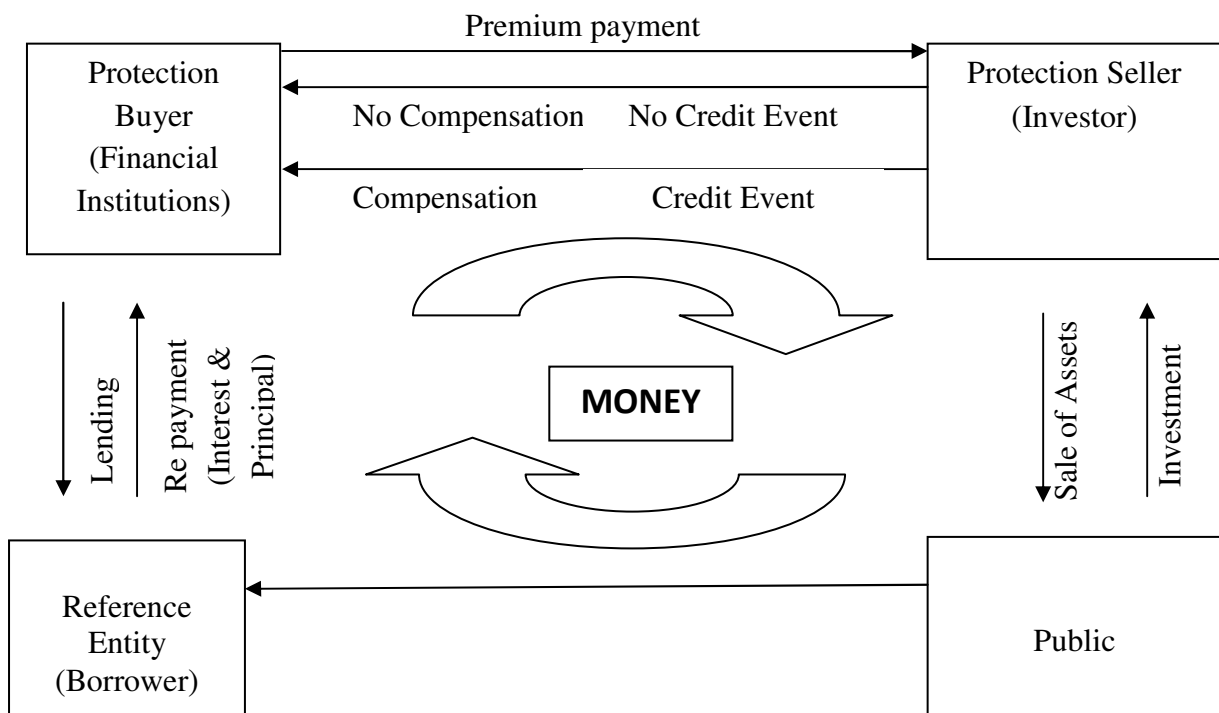 Premium payment
Protection
Buyer
(Financial
Institutions)
Protection Seller
(Investor)
No Compensation No Credit Event
Compensation Credit Event
Lending
Re payment
(Interest &
Principal)
MONEY
Sale of Assets
Investment
Reference
Entity
(Borrower)
Public